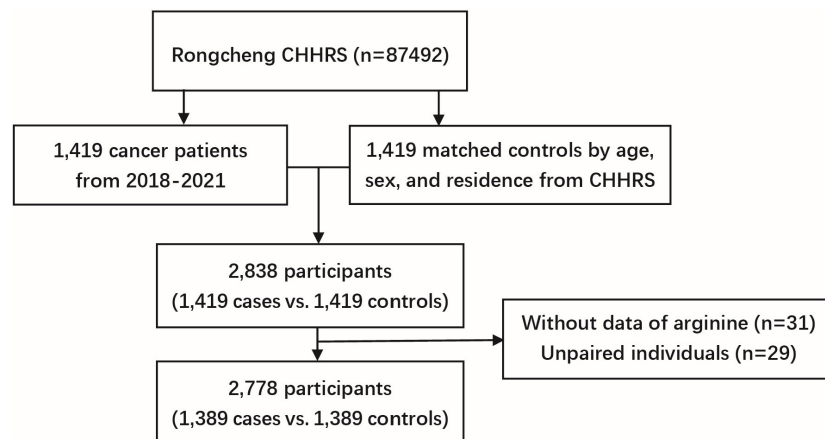 Rongcheng CHHRS (n=87492)
1,419 cancer patients
from 2018-2021
1,419 matched controls by age,
sex, and residence from CHHRS
2,838 participants
(1,419 cases vs. 1,419 controls)
Without data of arginine (n=31)
Unpaired individuals (n=29)
2,778 participants
(1,389 cases vs. 1,389 controls)